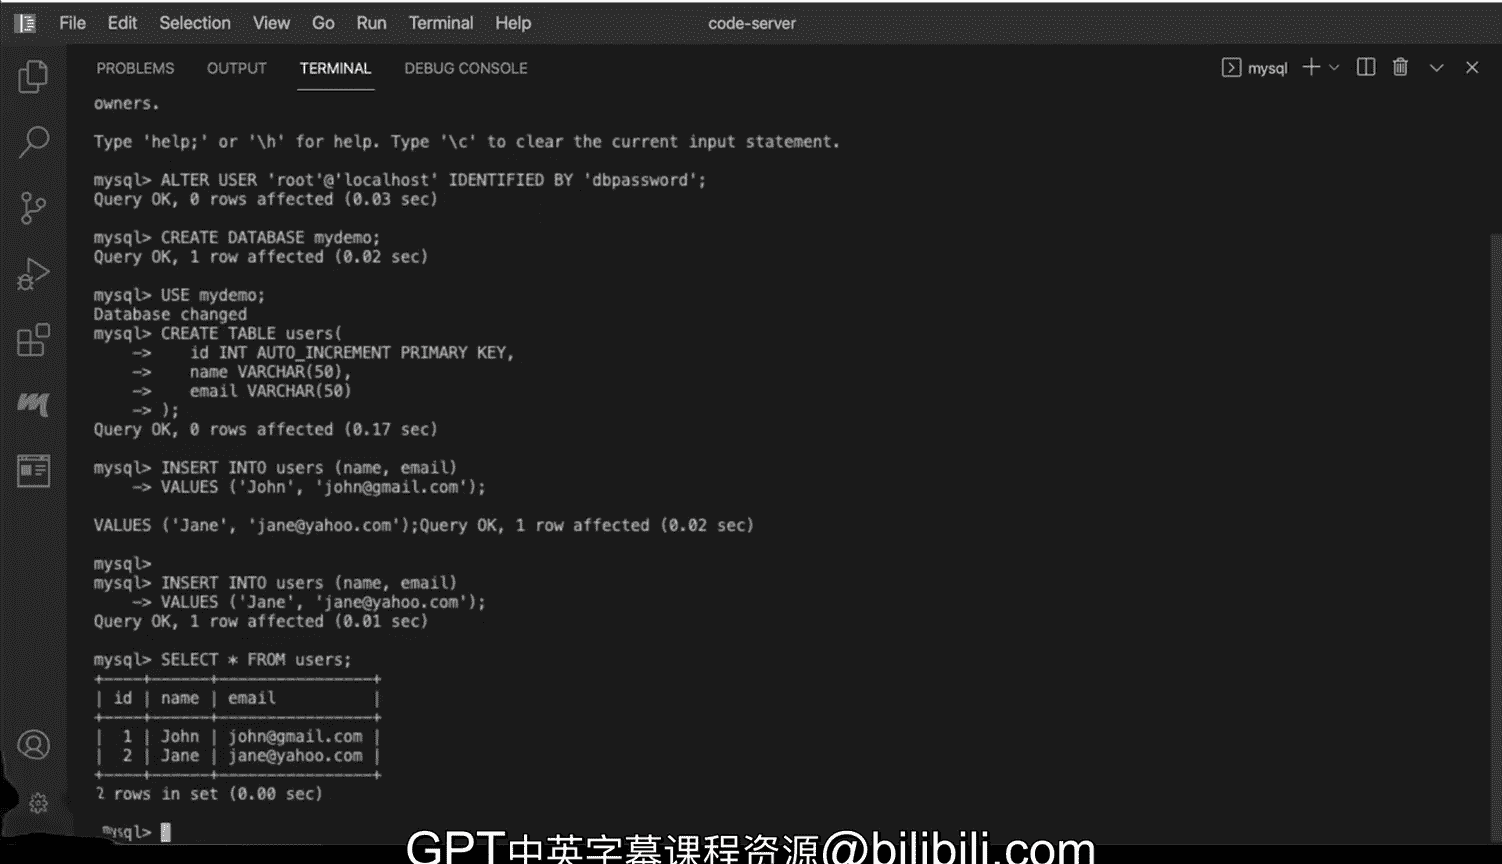 File Edit Selection View Go Run Terminal Help code-server
PROBLEMS OUTPUT TERMINAL DEBUG CONSOLE mysql
owners.
Type 'help;' or '\h' for help. Type '\c' to clear the current input statement.
mysql> ALTER USER 'root'@'localhost' IDENTIFIED BY 'dbpassword';
Query OK, 0 rows affected (0.03 sec)
mysql> CREATE DATABASE mydemo;
Query OK, 1 row affected (0.02 sec)
mysql> USE mydemo;
Database changed
mysql> CREATE TABLE users(
    ->    id INT AUTO_INCREMENT PRIMARY KEY,
    ->    name VARCHAR(50),
    ->    email VARCHAR(50)
    -> );
Query OK, 0 rows affected (0.17 sec)
mysql> INSERT INTO users (name, email)
    -> VALUES ('John', 'john@gmail.com');
VALUES ('Jane', 'jane@yahoo.com');Query OK, 1 row affected (0.02 sec)
mysql>
mysql> INSERT INTO users (name, email)
    -> VALUES ('Jane', 'jane@yahoo.com');
Query OK, 1 row affected (0.01 sec)
mysql> SELECT * FROM users;
+----+------+----------------+
| id | name | email          |
+----+------+----------------+
|  1 | John | john@gmail.com |
|  2 | Jane | jane@yahoo.com |
+----+------+----------------+
2 rows in set (0.00 sec)
mysql>
GPT中英字幕课程资源@bilibili.com